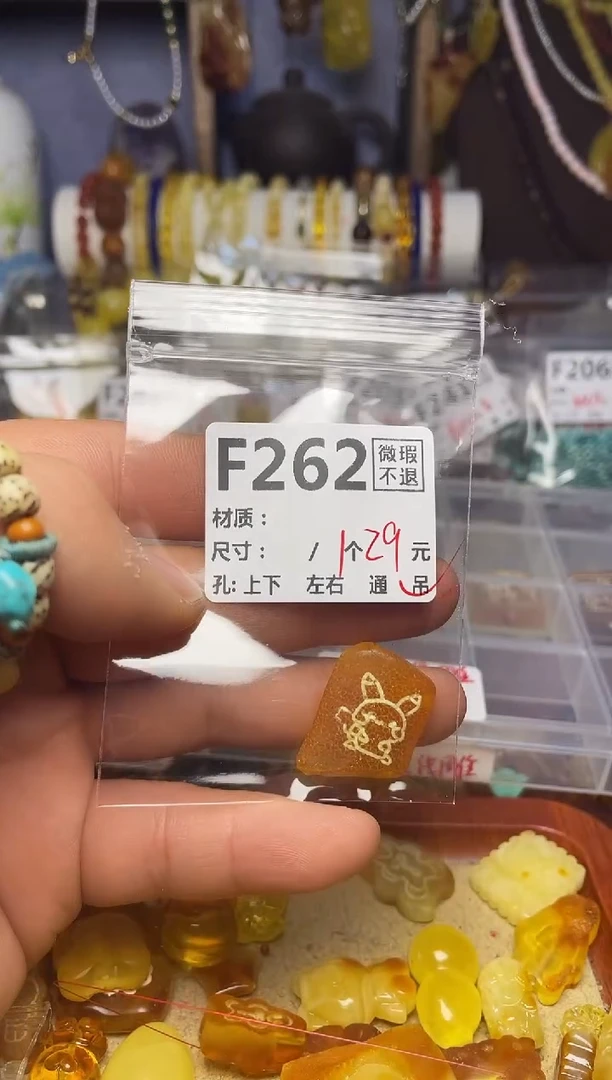 F262
微瑕
不退
材质：
尺寸： / 1个29元
孔: 上下 左右 通 吊
F206